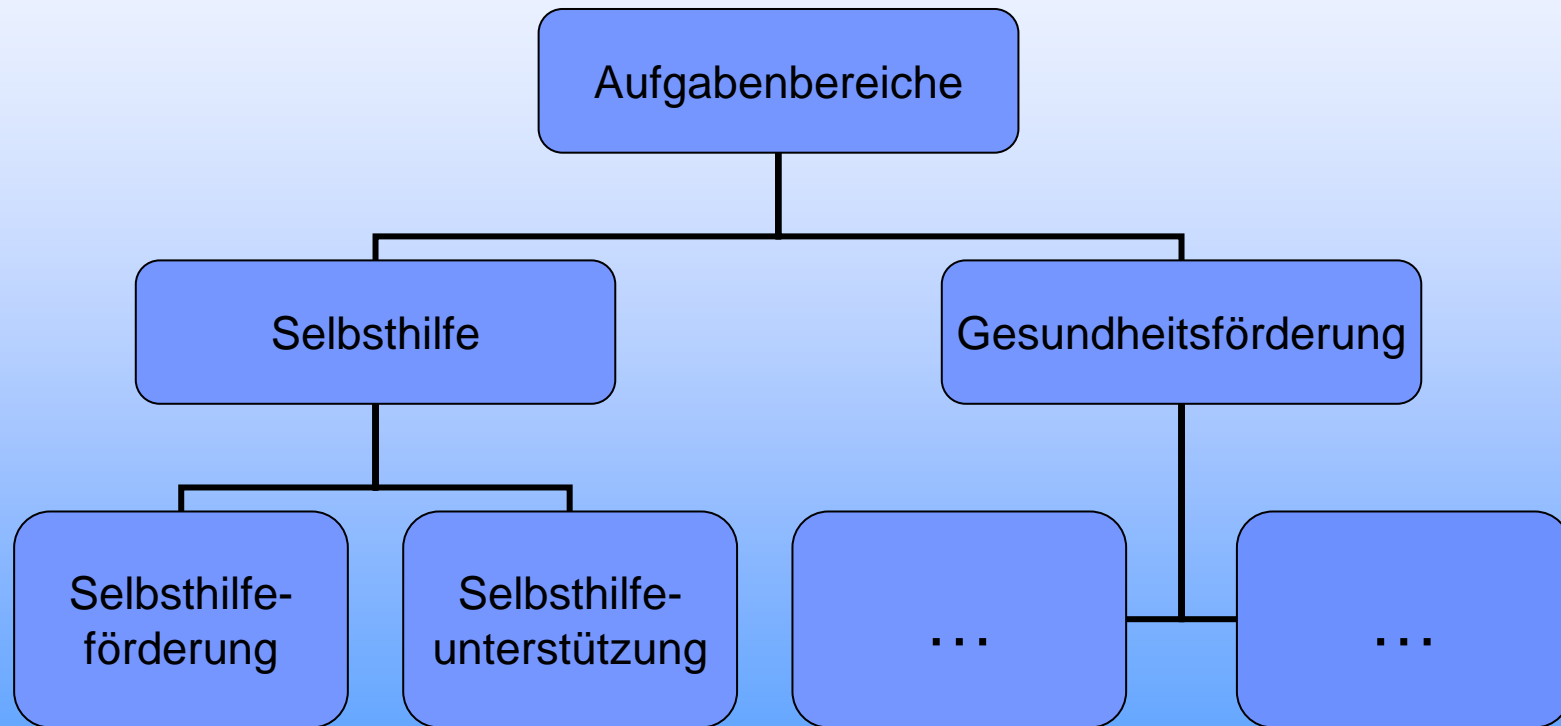 Aufgabenbereiche
Selbsthilfe
Gesundheitsförderung
Selbsthilfe-
förderung
Selbsthilfe-
unterstützung
...
...